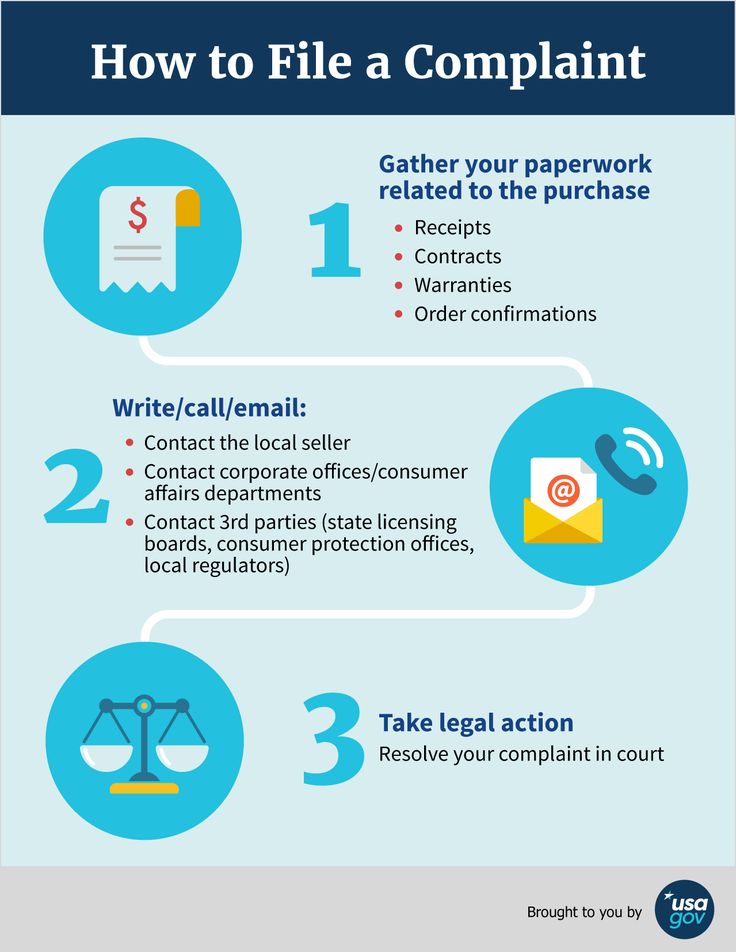 How to File a Complaint
$
1
Gather your paperwork
related to the purchase
• Receipts
• Contracts
• Warranties
• Order confirmations
2
Write/call/email:
• Contact the local seller
• Contact corporate offices/consumer
affairs departments
• Contact 3rd parties (state licensing
boards, consumer protection offices,
local regulators)
@
3
Take legal action
Resolve your complaint in court
Brought to you by
usa
gov